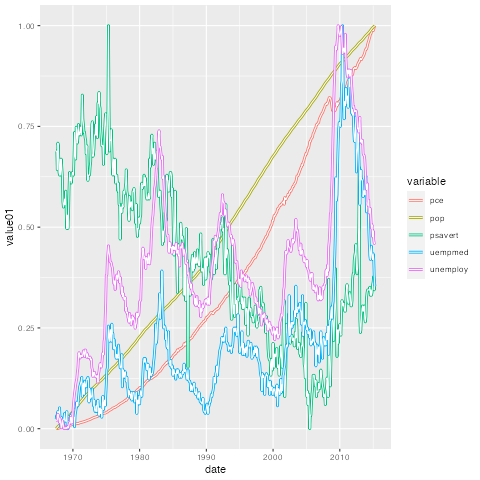 1.00
0.75
0.50
0.25
0.00
value01
1970
1980
1990
2000
2010
date
variable
pce
pop
psavert
uempmed
unemploy